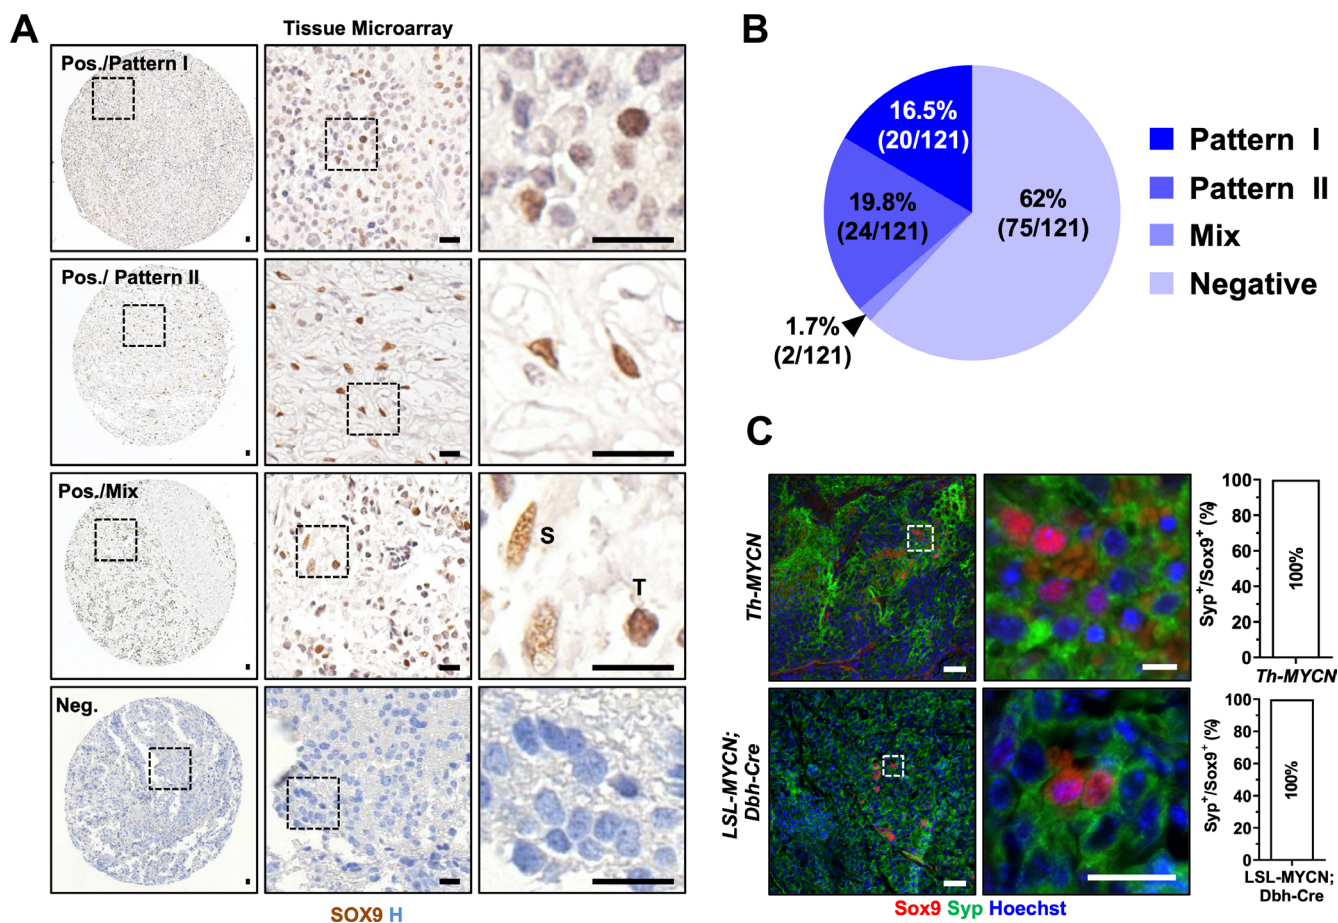 A
Tissue Microarray
Pos./Pattern I
Pos./ Pattern II
Pos./Mix
S
T
Neg.
SOX9 H
B
16.5%
(20/121)
19.8%
(24/121)
62%
(75/121)
1.7%
(2/121)
Pattern I
Pattern II
Mix
Negative
C
Th-MYCN
Syp+/Sox9+ (%)
100
80
60
40
20
0
100%
Th-MYCN
LSL-MYCN;
Dbh-Cre
Syp+/Sox9+ (%)
100
80
60
40
20
0
100%
LSL-MYCN;
Dbh-Cre
Sox9 Syp Hoechst